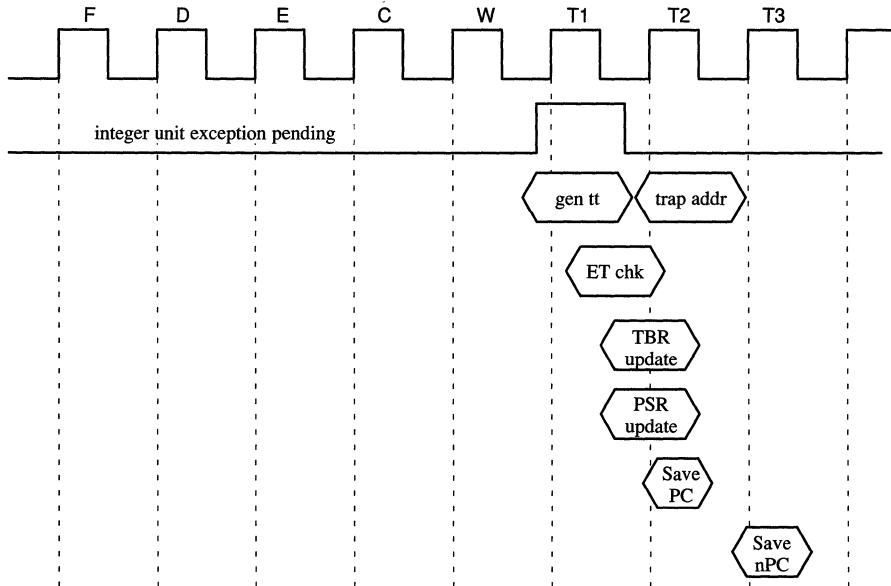 F D E C W T1 T2 T3
integer unit exception pending
gen tt trap addr
ET chk
TBR
update
PSR
update
Save
PC
Save
nPC